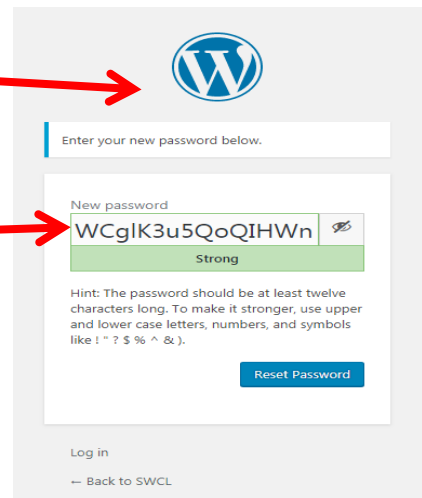 Enter your new password below.
New password
WCglK3u5QoQIHWn
Strong
Hint: The password should be at least twelve
characters long. To make it stronger, use upper
and lower case letters, numbers, and symbols
like ! " ? $ % ^ & ).
Reset Password
Log in
← Back to SWCL